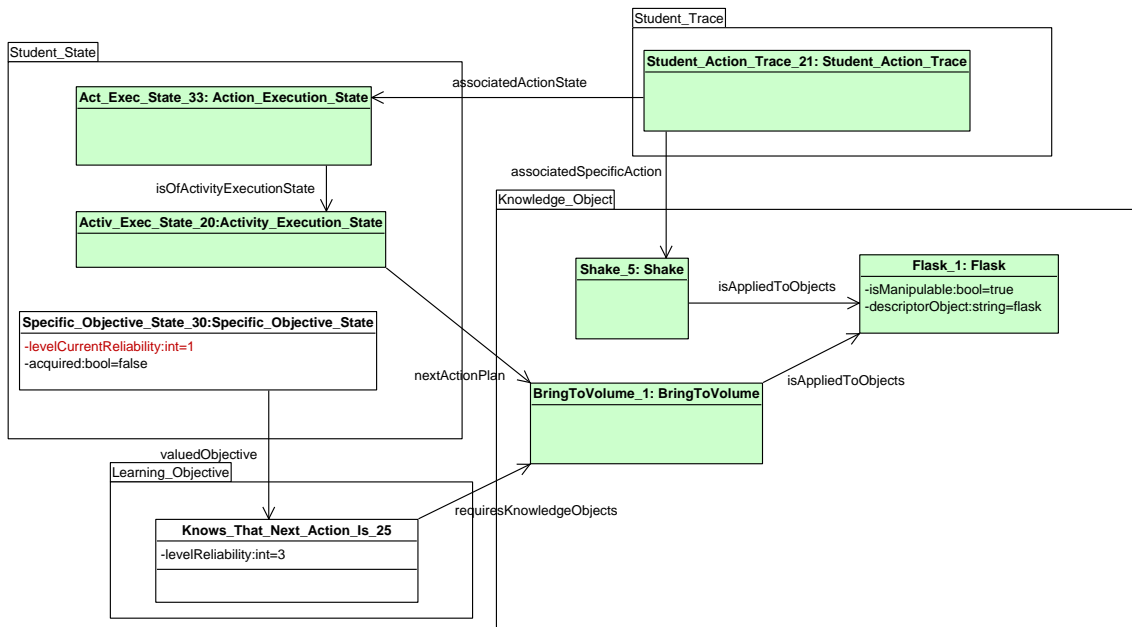 Student_Trace
Student_State
Student_Action_Trace_21: Student_Action_Trace
associatedActionState
Act_Exec_State_33: Action_Execution_State
associatedSpecificAction
isOfActivityExecutionState
Knowledge_Object
Activ_Exec_State_20:Activity_Execution_State
Shake_5: Shake
Flask_1: Flask
isAppliedToObjects
-isManipulable:bool=true
-descriptorObject:string=flask
Specific_Objective_State_30:Specific_Objective_State
-levelCurrentReliability:int=1
-acquired:bool=false
nextActionPlan
isAppliedToObjects
BringToVolume_1: BringToVolume
valuedObjective
Learning_Objective
requiresKnowledgeObjects
Knows_That_Next_Action_Is_25
-levelReliability:int=3